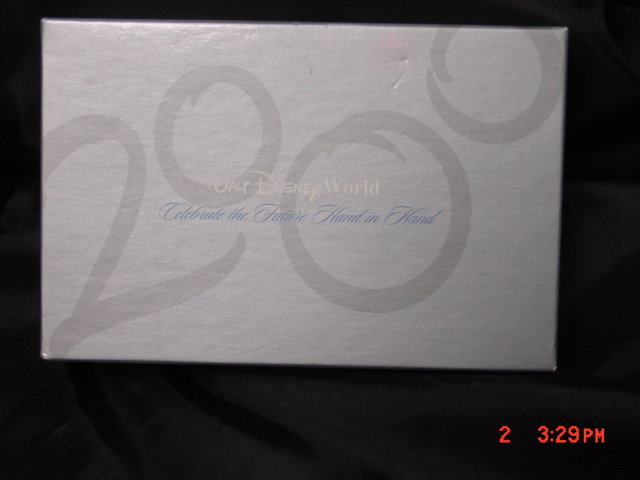 2000
Walt Disney World
Celebrate the Future Hand in Hand
2 3:29PM